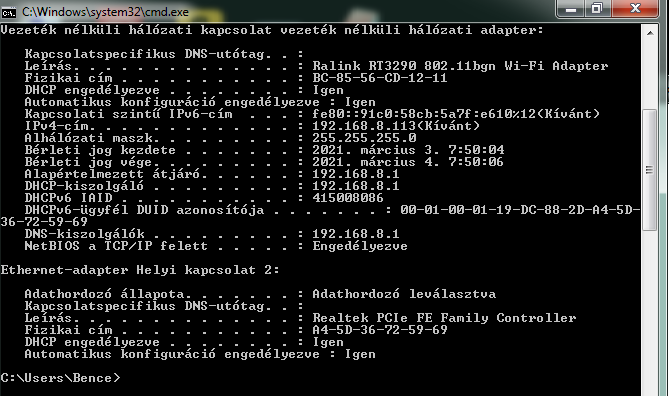 C:\Windows\system32\cmd.exe
Vezeték nélküli hálózati kapcsolat vezeték nélküli hálózati adapter:
Kapcsolatspecifikus DNS-utótag. . :
Leírás. . . . . . . . . . . . . . : Ralink RT3290 802.11bgn Wi-Fi Adapter
Fizikai cím . . . . . . . . . . . : BC-85-56-CD-12-11
DHCP engedélyezve . . . . . . . . : Igen
Automatikus konfiguráció engedélyezve : Igen
Kapcsolati szintű IPv6-cím . . . : fe80::91c0:58cb:5a7f:e610%12(Kívánt)
IPv4-cím. . . . . . . . . . . . . : 192.168.8.113(Kívánt)
Alhálózati maszk. . . . . . . . . : 255.255.255.0
Bérleti jog kezdete . . . . . . . : 2021. március 3. 7:50:04
Bérleti jog vége. . . . . . . . . : 2021. március 4. 7:50:06
Alapértelmezett átjáró. . . . . . : 192.168.8.1
DHCP-kiszolgáló . . . . . . . . . : 192.168.8.1
DHCPv6 IAID . . . . . . . . . . . : 415008086
DHCPv6-ügyfél DUID azonosítója . . . . . . . . : 00-01-00-01-19-DC-88-2D-A4-5D-
36-72-59-69
DNS-kiszolgálók . . . . . . . . . : 192.168.8.1
NetBIOS a TCP/IP felett . . . . . : Engedélyezve
Ethernet-adapter Helyi kapcsolat 2:
Adathordozó állapota. . . . . . . : Adathordozó leválasztva
Kapcsolatspecifikus DNS-utótag. . :
Leírás. . . . . . . . . . . . . . : Realtek PCIe FE Family Controller
Fizikai cím . . . . . . . . . . . : A4-5D-36-72-59-69
DHCP engedélyezve . . . . . . . . : Igen
Automatikus konfiguráció engedélyezve : Igen
C:\Users\Bence>